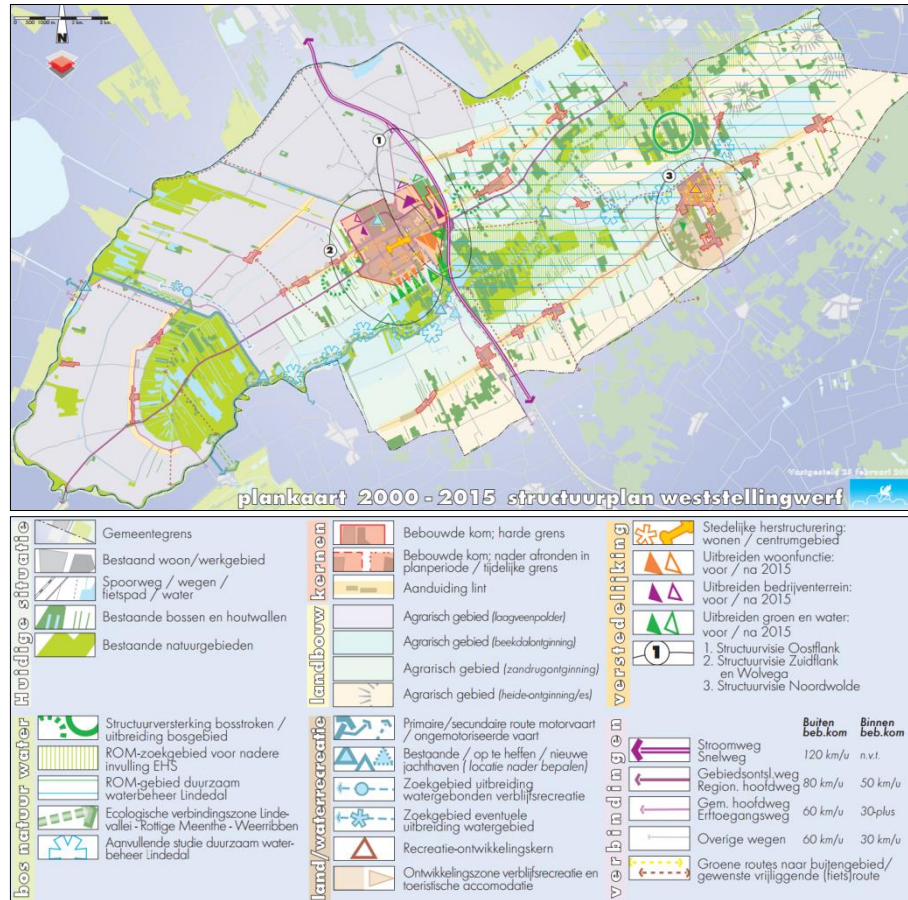 0 500 1000 m 2 km. 3 km.
N
1
2
3
Vastgesteld 28 februari
plankaart 2000 - 2015 structuurplan weststellingwerf
Huidige situatie
Gemeentegrens
Bestaand woon/werkgebied
Spoorweg / wegen /
fietspad / water
Bestaande bossen en houtwallen
Bestaande natuurgebieden
kernen
Bebouwde kom; harde grens
Bebouwde kom; nader afronden in
planperiode / tijdelijke grens
Aanduiding lint
landbouw
Agrarisch gebied (laagveenpolder)
Agrarisch gebied (beekdalontginning)
Agrarisch gebied (zandrugontginning)
Agrarisch gebied (heide-ontginning/es)
verstedelijking
Stedelijke herstructurering:
wonen / centrumgebied
Uitbreiden woonfunctie:
voor / na 2015
Uitbreiden bedrijventerrein:
voor / na 2015
Uitbreiden groen en water:
voor / na 2015
1
1. Structuurvisie Oostflank
2. Structuurvisie Zuidflank
en Wolvega
3. Structuurvisie Noordwolde
bos natuur water
Structuurversterking bosstroken /
uitbreiding bosgebied
ROM-zoekgebied voor nadere
invulling EHS
ROM-gebied duurzaam
waterbeheer Lindedal
Ecologische verbindingszone Linde-
vallei - Rottige Meenthe - Weerribben
Aanvullende studie duurzaam water-
beheer Lindedal
land/waterrecreatie
Primaire/secundaire route motorvaart
/ ongemotoriseerde vaart
Bestaande / op te heffen / nieuwe
jachthaven (locatie nader bepalen)
Zoekgebied uitbreiding
watergebonden verblijfsrecreatie
Zoekgebied eventuele
uitbreiding watergebied
Recreatie-ontwikkelingskern
Ontwikkelingszone verblijfsrecreatie en
toeristische accomodatie
verbindingen
Buiten beb.kom Binnen beb.kom
Stroomweg
Snelweg 120 km/u n.v.t.
Gebiedsontsl.weg
Region. hoofdweg 80 km/u 50 km/u
Gem. hoofdweg
Erftoegangsweg 60 km/u 30-plus
Overige wegen 60 km/u 30 km/u
Groene routes naar buitengebied/
gewenste vrijliggende (fiets)route